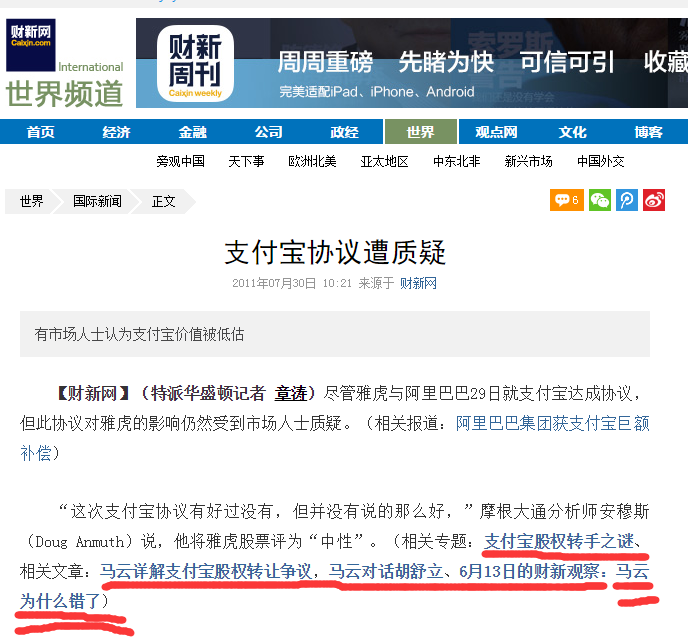 财新网
Caixin.com
International
世界频道
财新周刊
Caixin weekly
周周重磅 先睹为快 可信可引 收藏
完美适配iPad、iPhone、Android
首页 经济 金融 公司 政经 世界 观点网 文化 博客
旁观中国 天下事 欧洲北美 亚太地区 中东北非 新兴市场 中国外交
世界 国际新闻 正文
6
支付宝协议遭质疑
2011年07月30日 10:21 来源于 财新网
有市场人士认为支付宝价值被低估
【财新网】（特派华盛顿记者 章涛）尽管雅虎与阿里巴巴29日就支付宝达成协议，
但此协议对雅虎的影响仍然受到市场人士质疑。（相关报道：阿里巴巴集团获支付宝巨额
补偿）
“这次支付宝协议有好过没有，但并没有说的那么好，”摩根大通分析师安穆斯
（Doug Anmuth）说，他将雅虎股票评为“中性”。（相关专题：支付宝股权转手之谜、
相关文章：马云详解支付宝股权转让争议，马云对话胡舒立、6月13日的财新观察：马云
为什么错了）